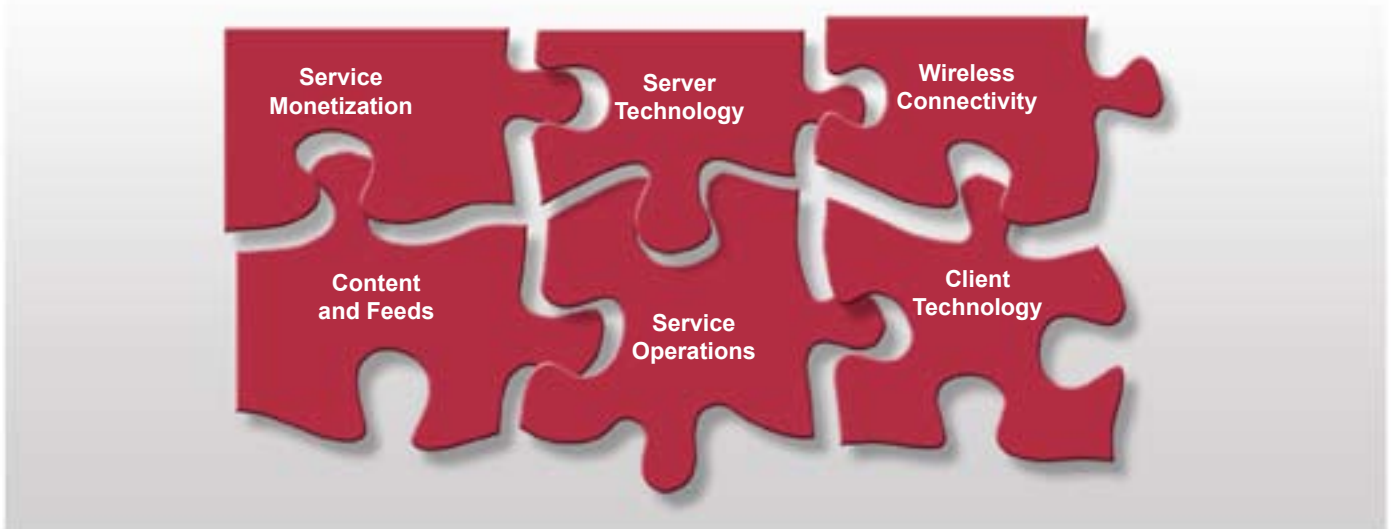 Service
Monetization
Server
Technology
Wireless
Connectivity
Content
and Feeds
Service
Operations
Client
Technology